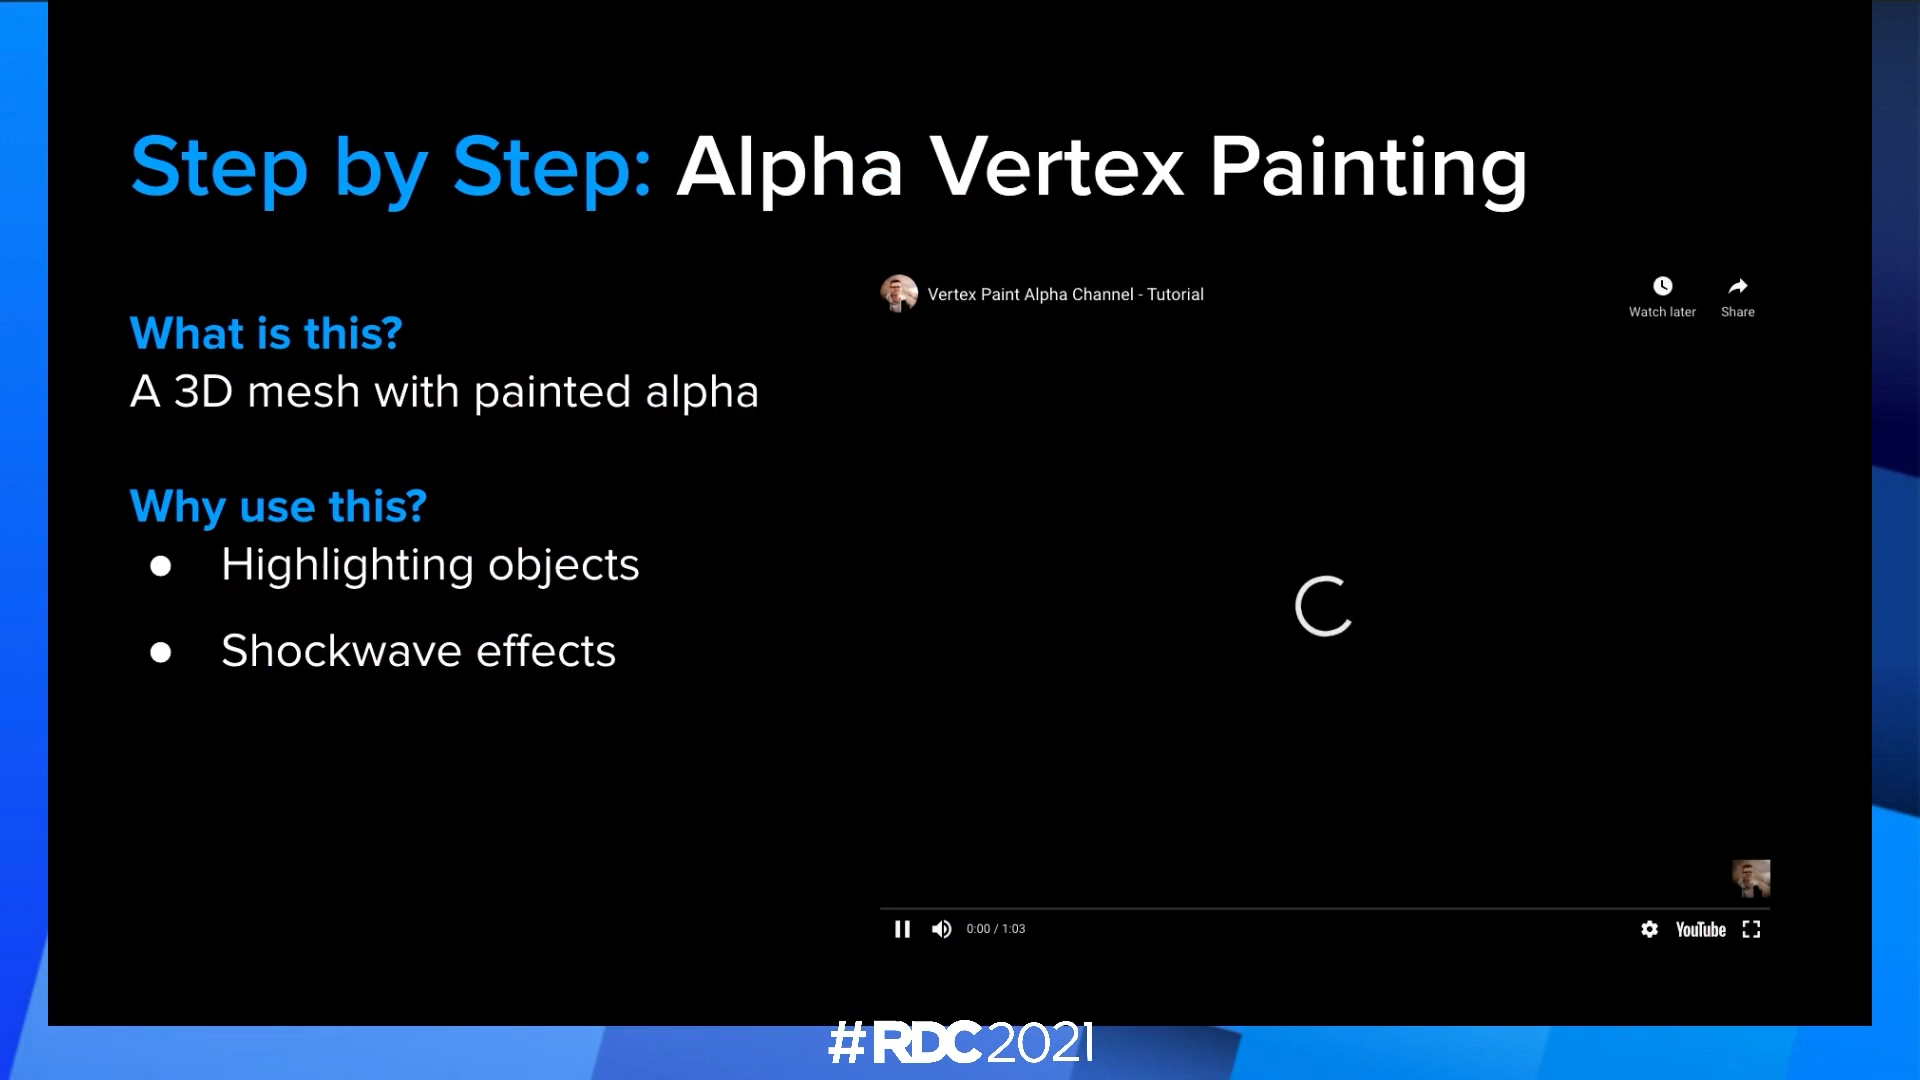 Step by Step: Alpha Vertex Painting
What is this?
A 3D mesh with painted alpha
Why use this?
● Highlighting objects
● Shockwave effects
Vertex Paint Alpha Channel - Tutorial
Watch later
Share
0:00 / 1:03
YouTube
#RDC2021